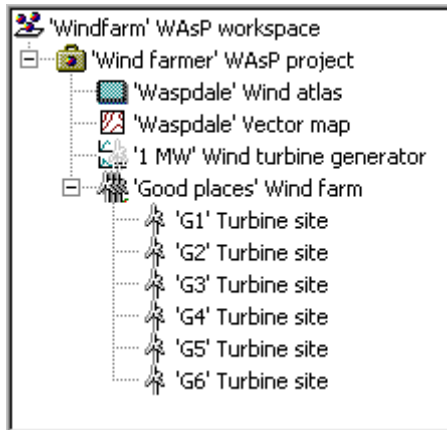 'Windfarm' WAsP workspace
'Wind farmer' WAsP project
'Waspdale' Wind atlas
'Waspdale' Vector map
'1 MW' Wind turbine generator
'Good places' Wind farm
'G1' Turbine site
'G2' Turbine site
'G3' Turbine site
'G4' Turbine site
'G5' Turbine site
'G6' Turbine site